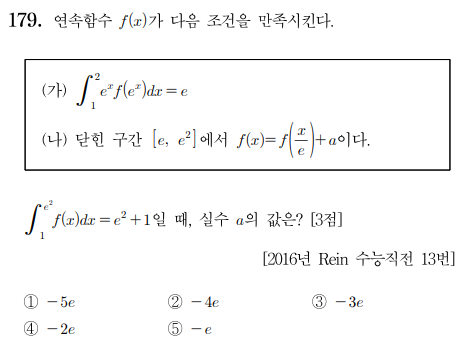 179. 연속함수 f(x)가 다음 조건을 만족시킨다.
(가) ∫₁² eˣf(eˣ)dx = e
(나) 닫힌 구간 [e, e²]에서 f(x)=f(x/e)+a이다.
∫₁^{e²} f(x)dx = e²+1일 때, 실수 a의 값은? [3점]
[2016년 Rein 수능직전 13번]
① −5e ② −4e ③ −3e
④ −2e ⑤ −e